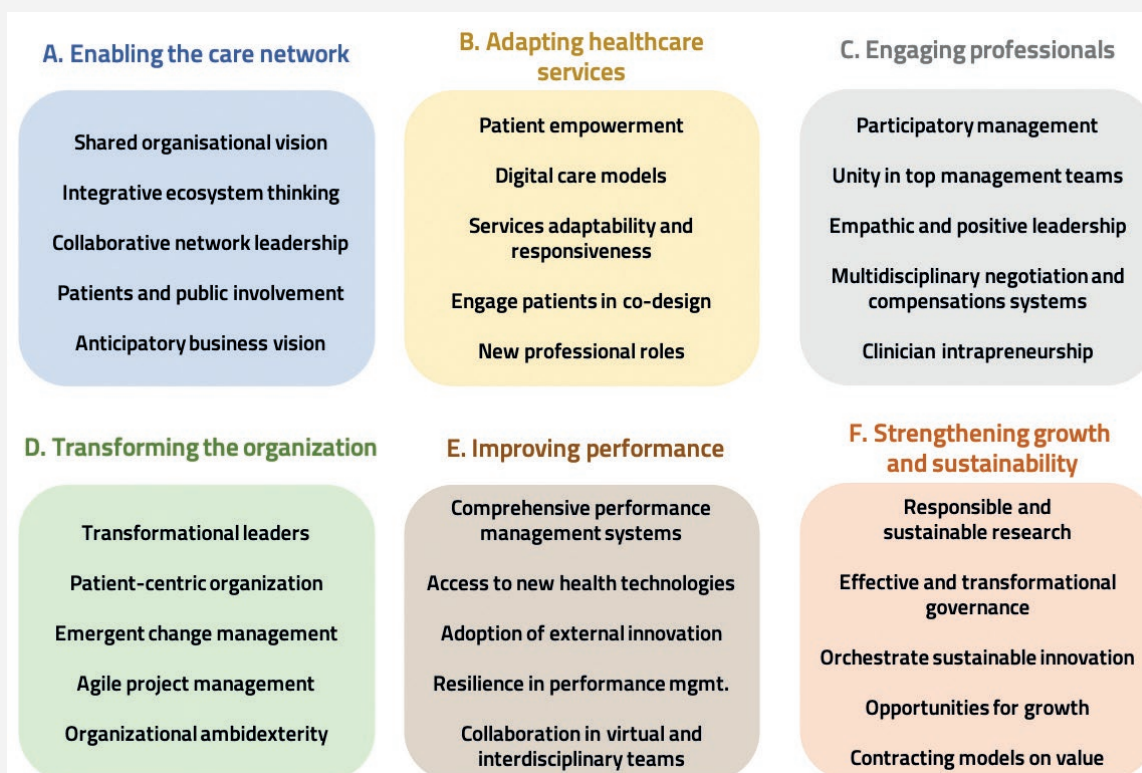 A. Enabling the care network
Shared organisational vision
Integrative ecosystem thinking
Collaborative network leadership
Patients and public involvement
Anticipatory business vision
B. Adapting healthcare
services
Patient empowerment
Digital care models
Services adaptability and
responsiveness
Engage patients in co-design
New professional roles
C. Engaging professionals
Participatory management
Unity in top management teams
Empathic and positive leadership
Multidisciplinary negotiation and
compensations systems
Clinician intrapreneurship
D. Transforming the organization
Transformational leaders
Patient-centric organization
Emergent change management
Agile project management
Organizational ambidexterity
E. Improving performance
Comprehensive performance
management systems
Access to new health technologies
Adoption of external innovation
Resilience in performance mgmt.
Collaboration in virtual and
interdisciplinary teams
F. Strengthening growth
and sustainability
Responsible and
sustainable research
Effective and transformational
governance
Orchestrate sustainable innovation
Opportunities for growth
Contracting models on value